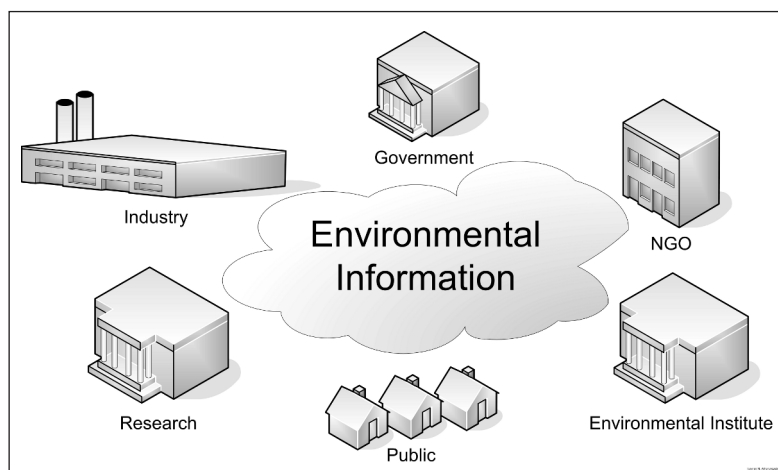 Government
Industry
Environmental
Information
NGO
Research
Environmental Institute
Public